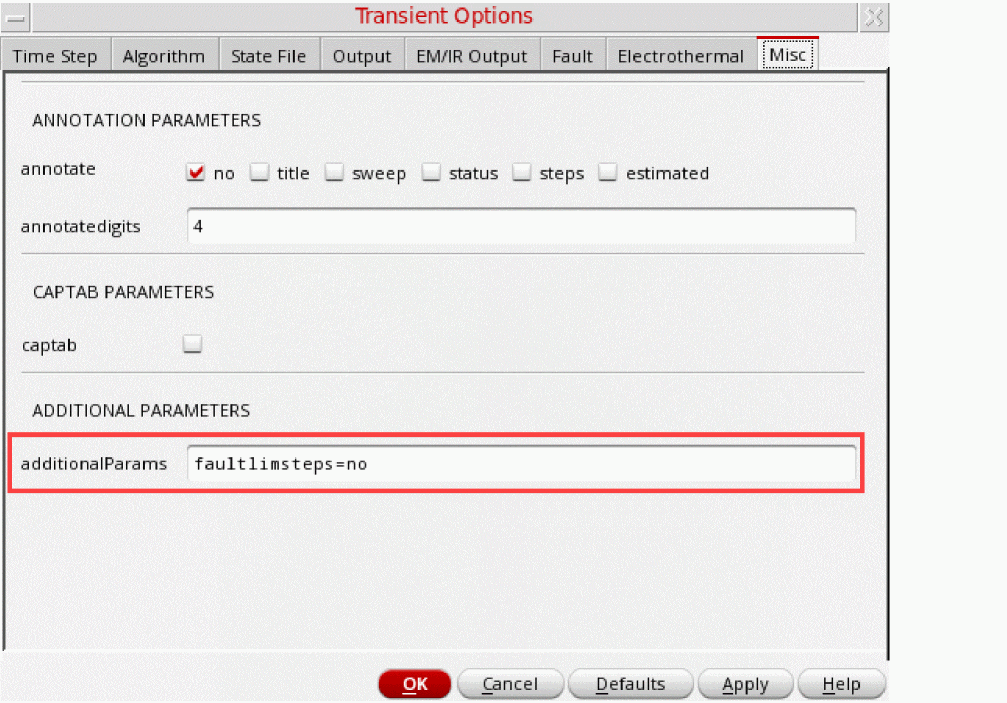 Transient Options
Time Step Algorithm State File Output EM/IR Output Fault Electrothermal Misc
ANNOTATION PARAMETERS
annotate no title sweep status steps estimated
annotatedigits 4
CAPTAB PARAMETERS
captab
ADDITIONAL PARAMETERS
additionalParams faultlimsteps=no
OK Cancel Defaults Apply Help